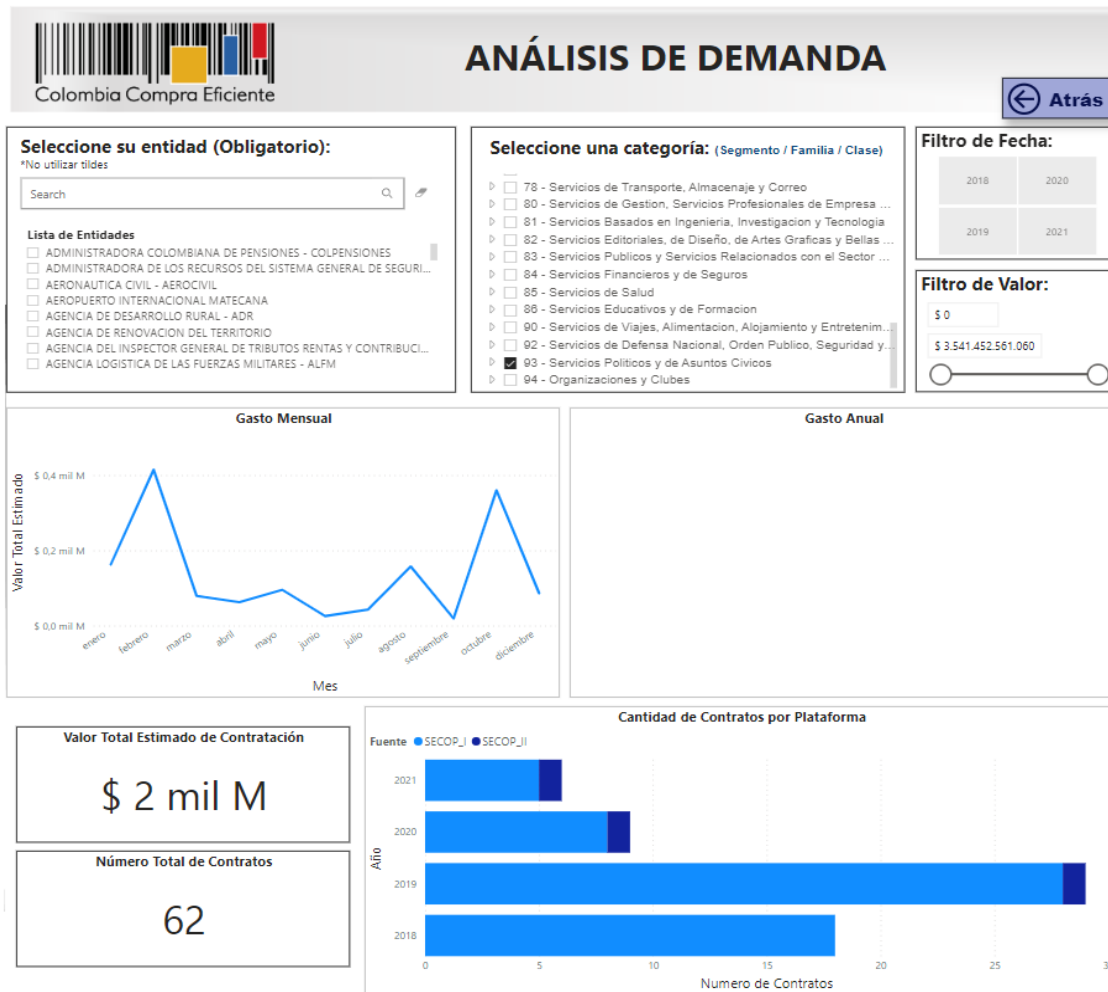 Colombia Compra Eficiente
ANÁLISIS DE DEMANDA
Atrás
Seleccione su entidad (Obligatorio):
*No utilizar tildes
Search
Lista de Entidades
ADMINISTRADORA COLOMBIANA DE PENSIONES - COLPENSIONES
ADMINISTRADORA DE LOS RECURSOS DEL SISTEMA GENERAL DE SEGURI...
AERONAUTICA CIVIL - AEROCIVIL
AEROPUERTO INTERNACIONAL MATECANA
AGENCIA DE DESARROLLO RURAL - ADR
AGENCIA DE RENOVACION DEL TERRITORIO
AGENCIA DEL INSPECTOR GENERAL DE TRIBUTOS RENTAS Y CONTRIBUCI...
AGENCIA LOGISTICA DE LAS FUERZAS MILITARES - ALFM
Seleccione una categoría: (Segmento / Familia / Clase)
78 - Servicios de Transporte, Almacenaje y Correo
80 - Servicios de Gestion, Servicios Profesionales de Empresa ...
81 - Servicios Basados en Ingenieria, Investigacion y Tecnologia
82 - Servicios Editoriales, de Diseño, de Artes Graficas y Bellas ...
83 - Servicios Publicos y Servicios Relacionados con el Sector ...
84 - Servicios Financieros y de Seguros
85 - Servicios de Salud
86 - Servicios Educativos y de Formacion
90 - Servicios de Viajes, Alimentacion, Alojamiento y Entretenim...
92 - Servicios de Defensa Nacional, Orden Publico, Seguridad y...
93 - Servicios Politicos y de Asuntos Civicos
94 - Organizaciones y Clubes
Filtro de Fecha:
2018 2020
2019 2021
Filtro de Valor:
$ 0
$ 3.541.452.561.060
Gasto Mensual
Valor Total Estimado
$ 0,4 mil M
$ 0,2 mil M
$ 0,0 mil M
enero febrero marzo abril mayo junio julio agosto septiembre octubre diciembre
Mes
Gasto Anual
Valor Total Estimado de Contratación
$ 2 mil M
Número Total de Contratos
62
Cantidad de Contratos por Plataforma
Fuente SECOP_I SECOP_II
Año
2021
2020
2019
2018
0 5 10 15 20 25
Numero de Contratos